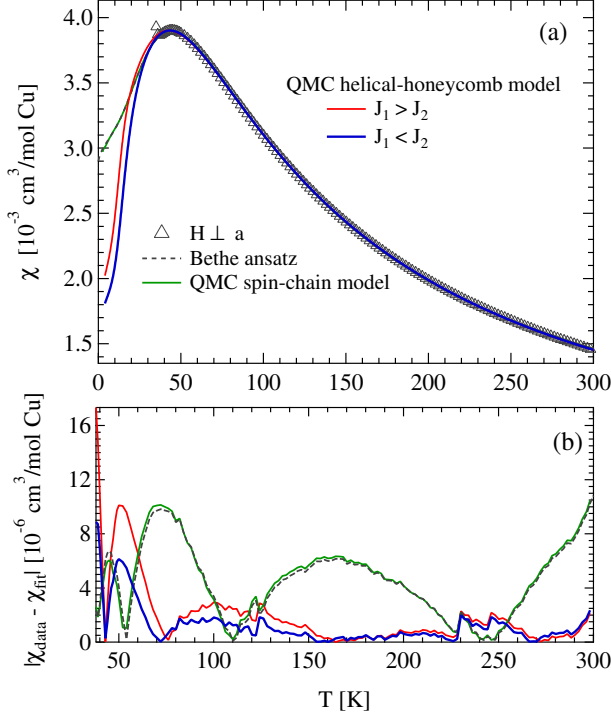 4.0
(a)
QMC helical-honeycomb model
3.5
J₁ > J₂
J₁ < J₂
χ [10⁻³ cm³/mol Cu]
3.0
2.5
H ⊥ a
Bethe ansatz
2.0
QMC spin-chain model
1.5
0 50 100 150 200 250 300
16
(b)
|χdata - χfit| [10⁻⁶ cm³/mol Cu]
12
8
4
0
50 100 150 200 250 300
T [K]